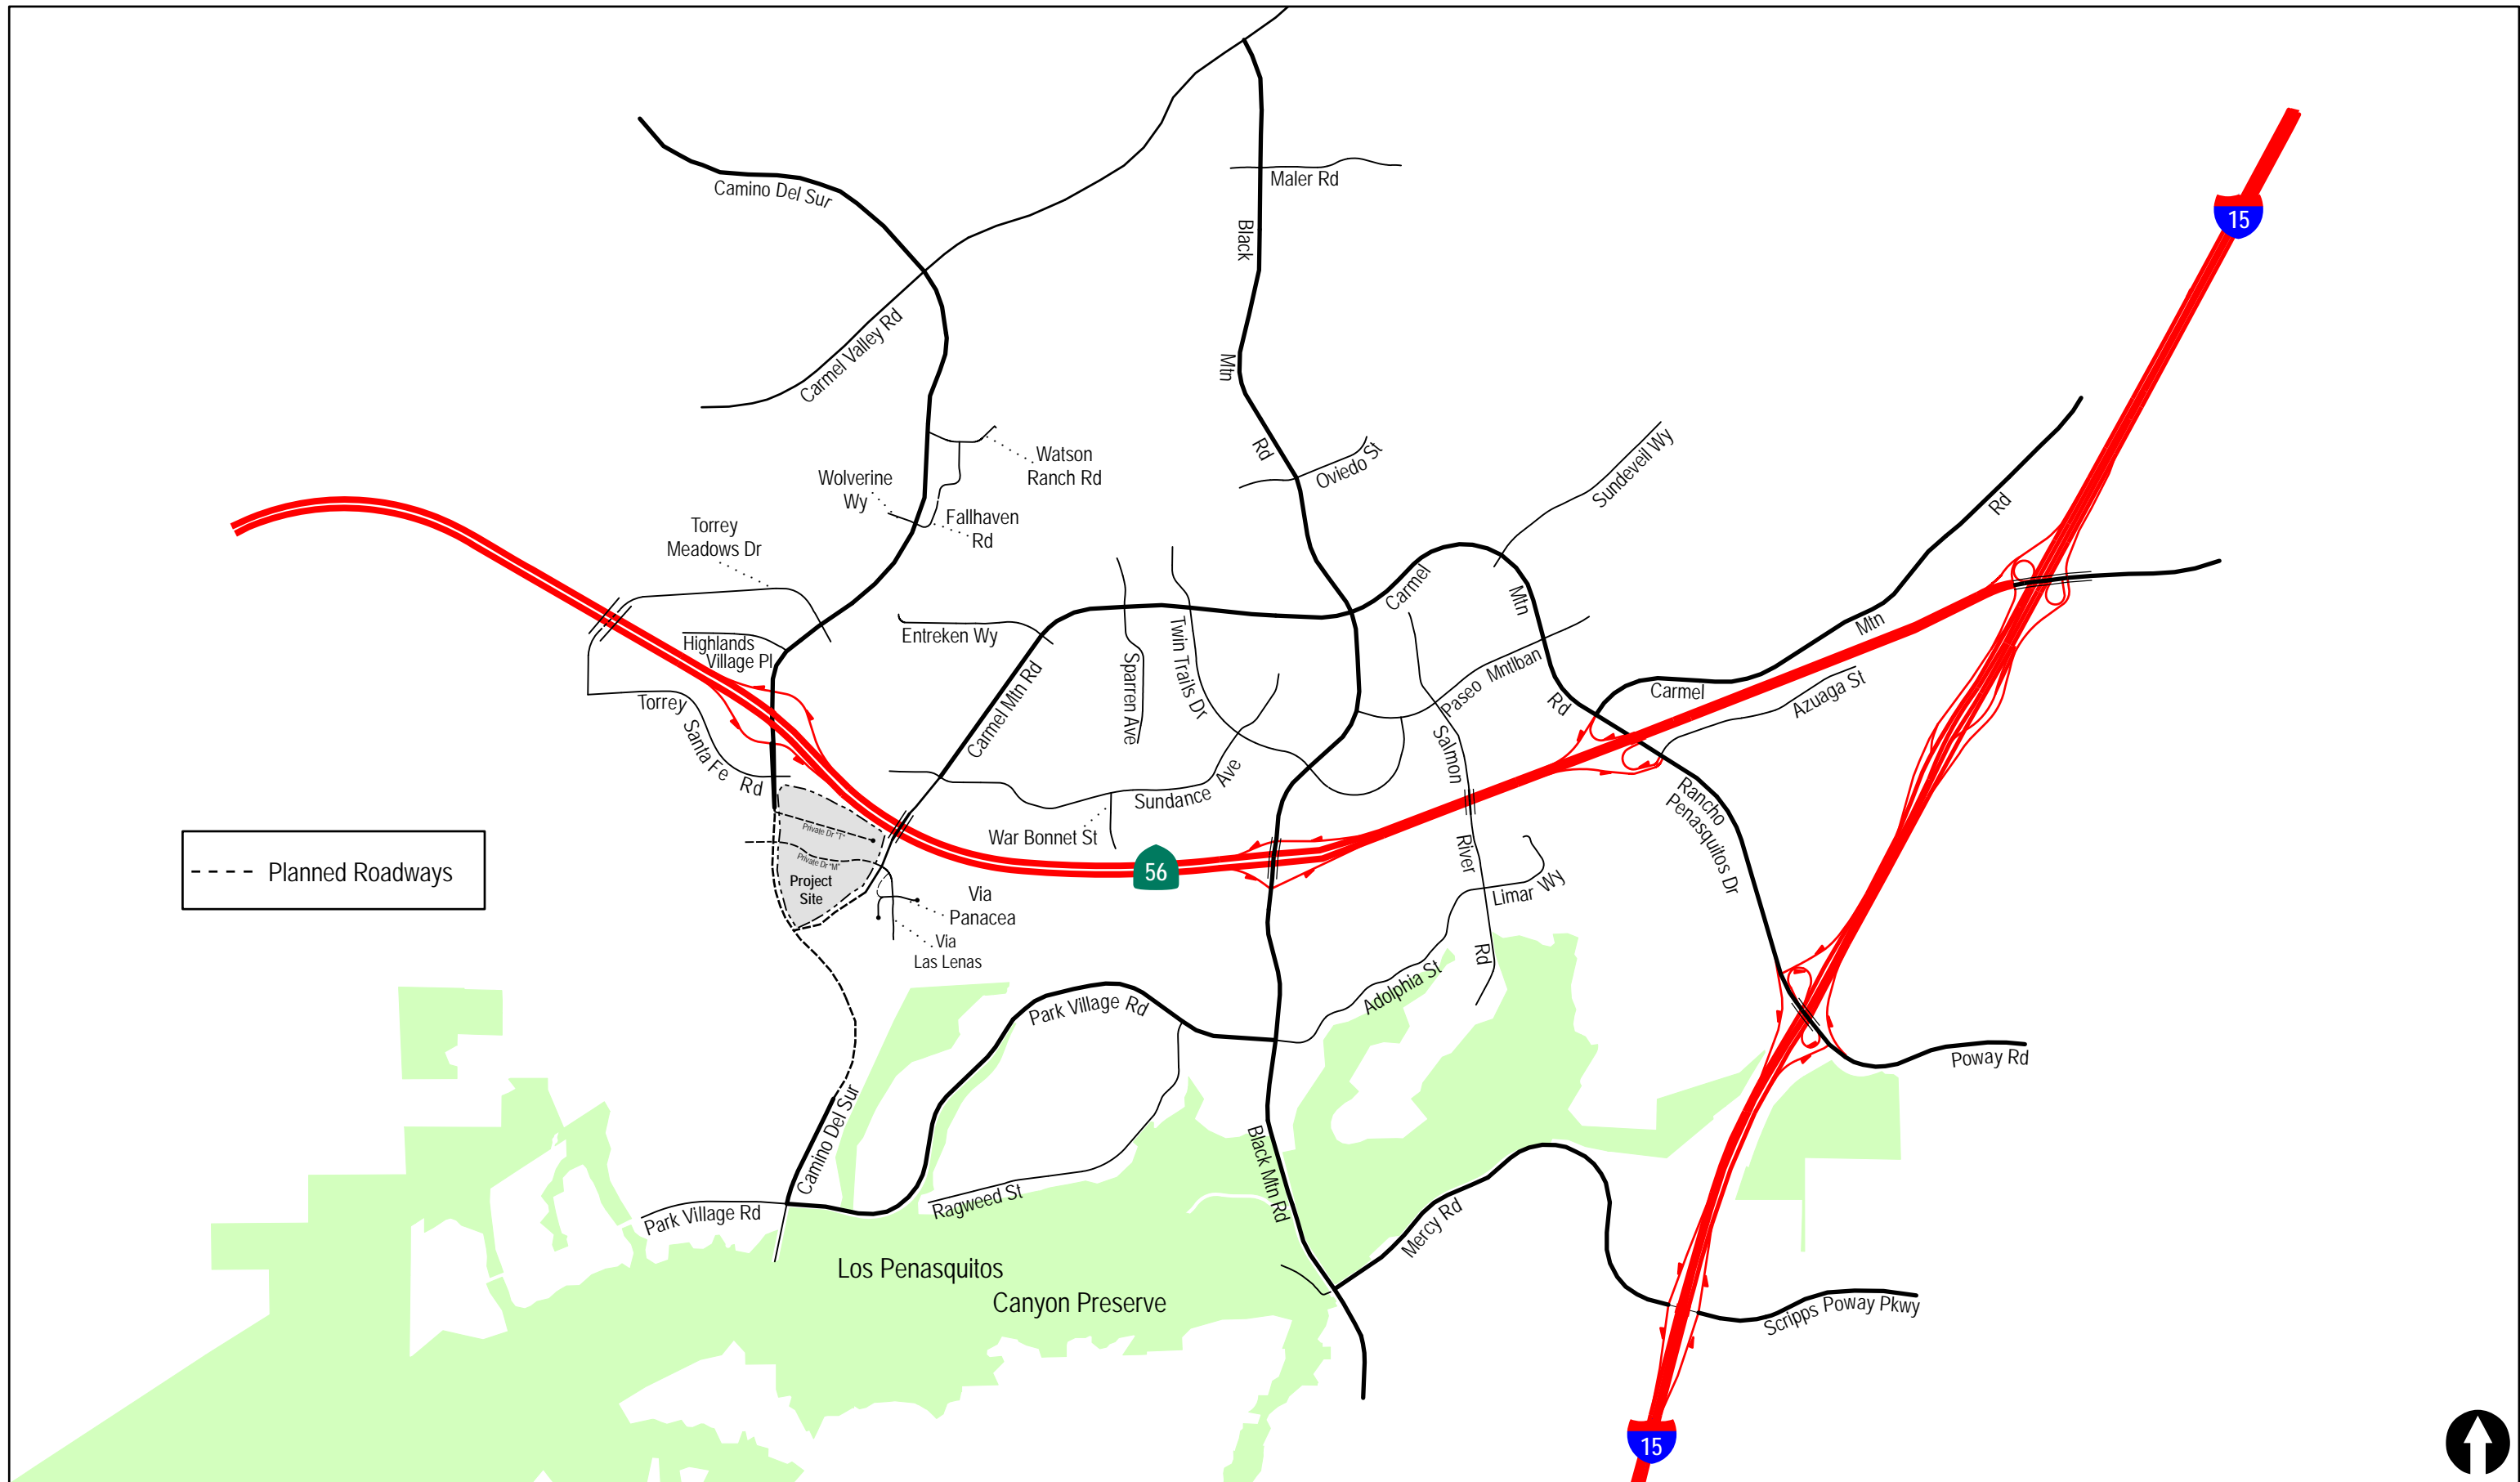 Camino Del Sur
Maler Rd
15
Black
Mtn
Rd
Carmel Valley Rd
Watson
Ranch Rd
Wolverine
Wy
Fallhaven
Rd
Oviedo St
Sundeveil Wy
Rd
Torrey
Meadows Dr
Highlands
Village Pl
Entreken Wy
Carmel
Mtn
Mtn
Torrey
Santa Fe Rd
Carmel Mtn Rd
Sparren Ave
Twin Trails Dr
Paseo Mntlban
Rd
Carmel
Azuaga St
Salmon
River
Rd
Sundance Ave
War Bonnet St
Rancho
Penasquitos Dr
Private Dr "T"
Private Dr "M"
Project
Site
Planned Roadways
56
Via
Panacea
Via
Las Lenas
Limar Wy
Adolphia St
Park Village Rd
Poway Rd
Camino Del Sur
Black Mtn Rd
Park Village Rd
Ragweed St
Mercy Rd
Los Penasquitos
Canyon Preserve
Scripps Poway Pkwy
15